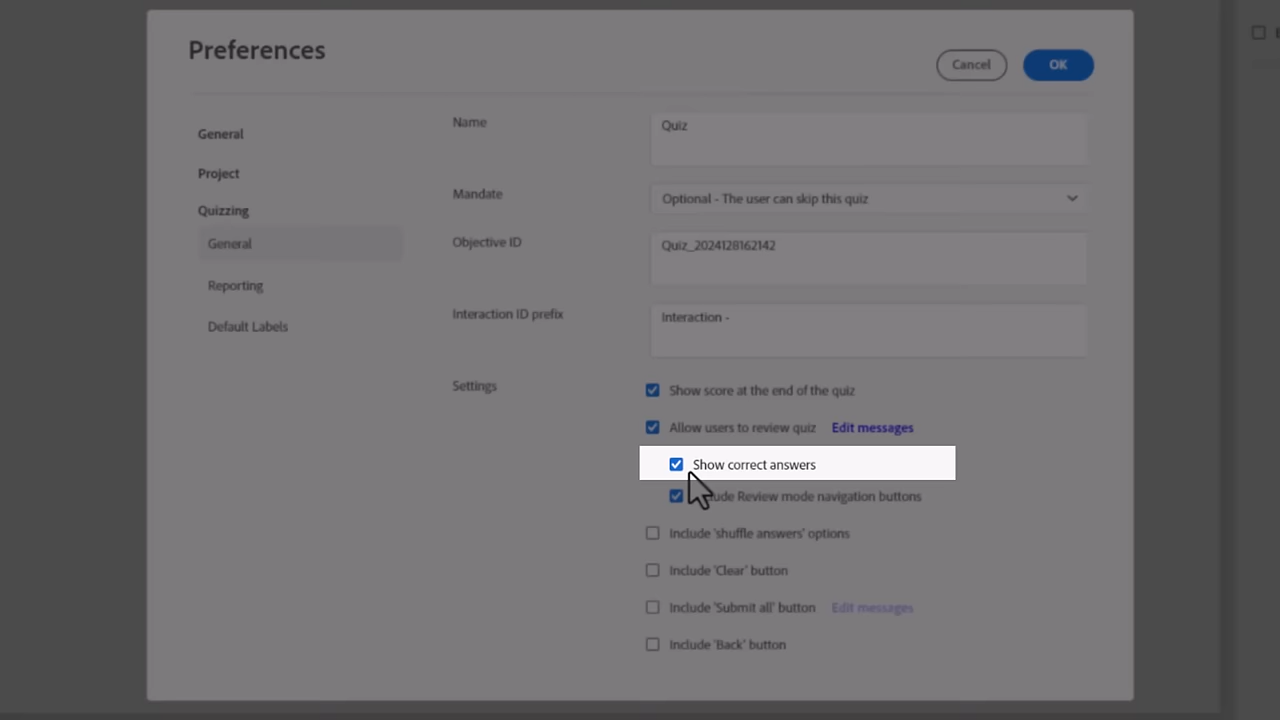 Preferences
Cancel
OK
General
Project
Quizzing
General
Reporting
Default Labels
Name
Quiz
Mandate
Optional - The user can skip this quiz
Objective ID
Quiz_2024128162142
Interaction ID prefix
Interaction -
Settings
Show score at the end of the quiz
Allow users to review quiz Edit messages
Show correct answers
Review mode navigation buttons
Include 'shuffle answers' options
Include 'Clear' button
Include 'Submit all' button Edit messages
Include 'Back' button